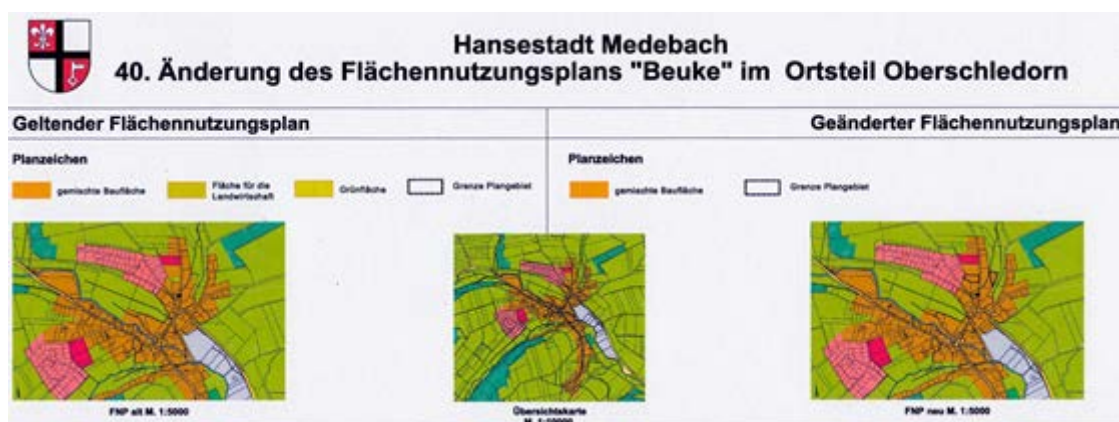 Hansestadt Medebach
40. Änderung des Flächennutzungsplans "Beuke" im Ortsteil Oberschledorn
Geltender Flächennutzungsplan
Geänderter Flächennutzungsplan
Planzeichen
gemischte Baufläche
Fläche für die
Landwirtschaft
Grünfläche
Grenze Plangebiet
Planzeichen
gemischte Baufläche
Grenze Plangebiet
FNP alt M. 1:5000
Übersichtskarte
FNP neu M. 1:5000